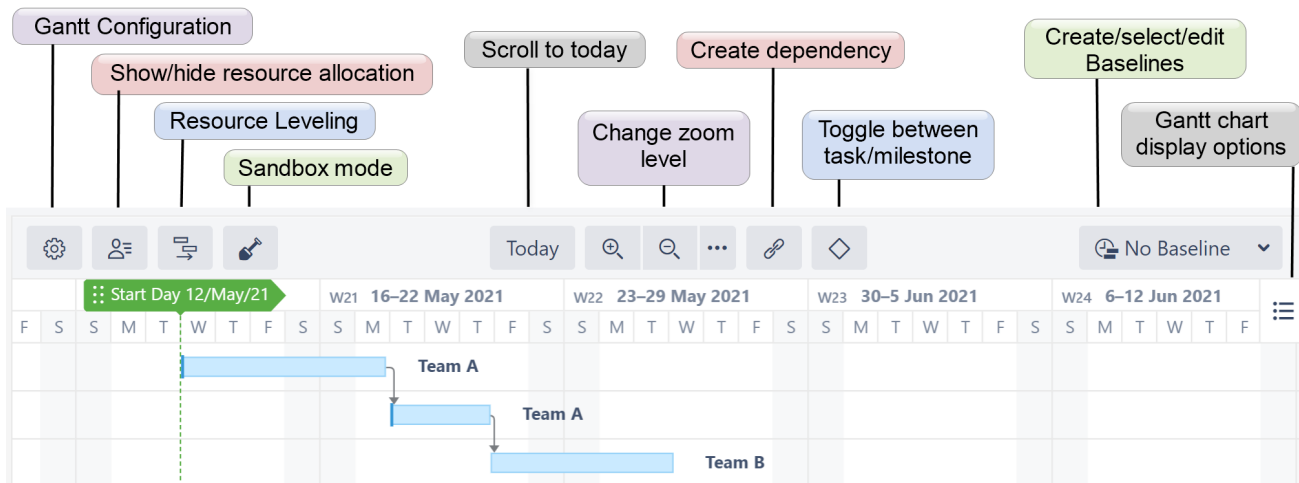 Gantt Configuration
Show/hide resource allocation
Resource Leveling
Sandbox mode
Scroll to today
Change zoom
level
Create dependency
Toggle between
task/milestone
Create/select/edit
Baselines
Gantt chart
display options
Today
No Baseline
Start Day 12/May/21
W21 16–22 May 2021
W22 23–29 May 2021
W23 30–5 Jun 2021
W24 6–12 Jun 2021
F S S M T W T F S S M T W T F S S M T W T F S S M T W T F S S M T W T F
Team A
Team A
Team B